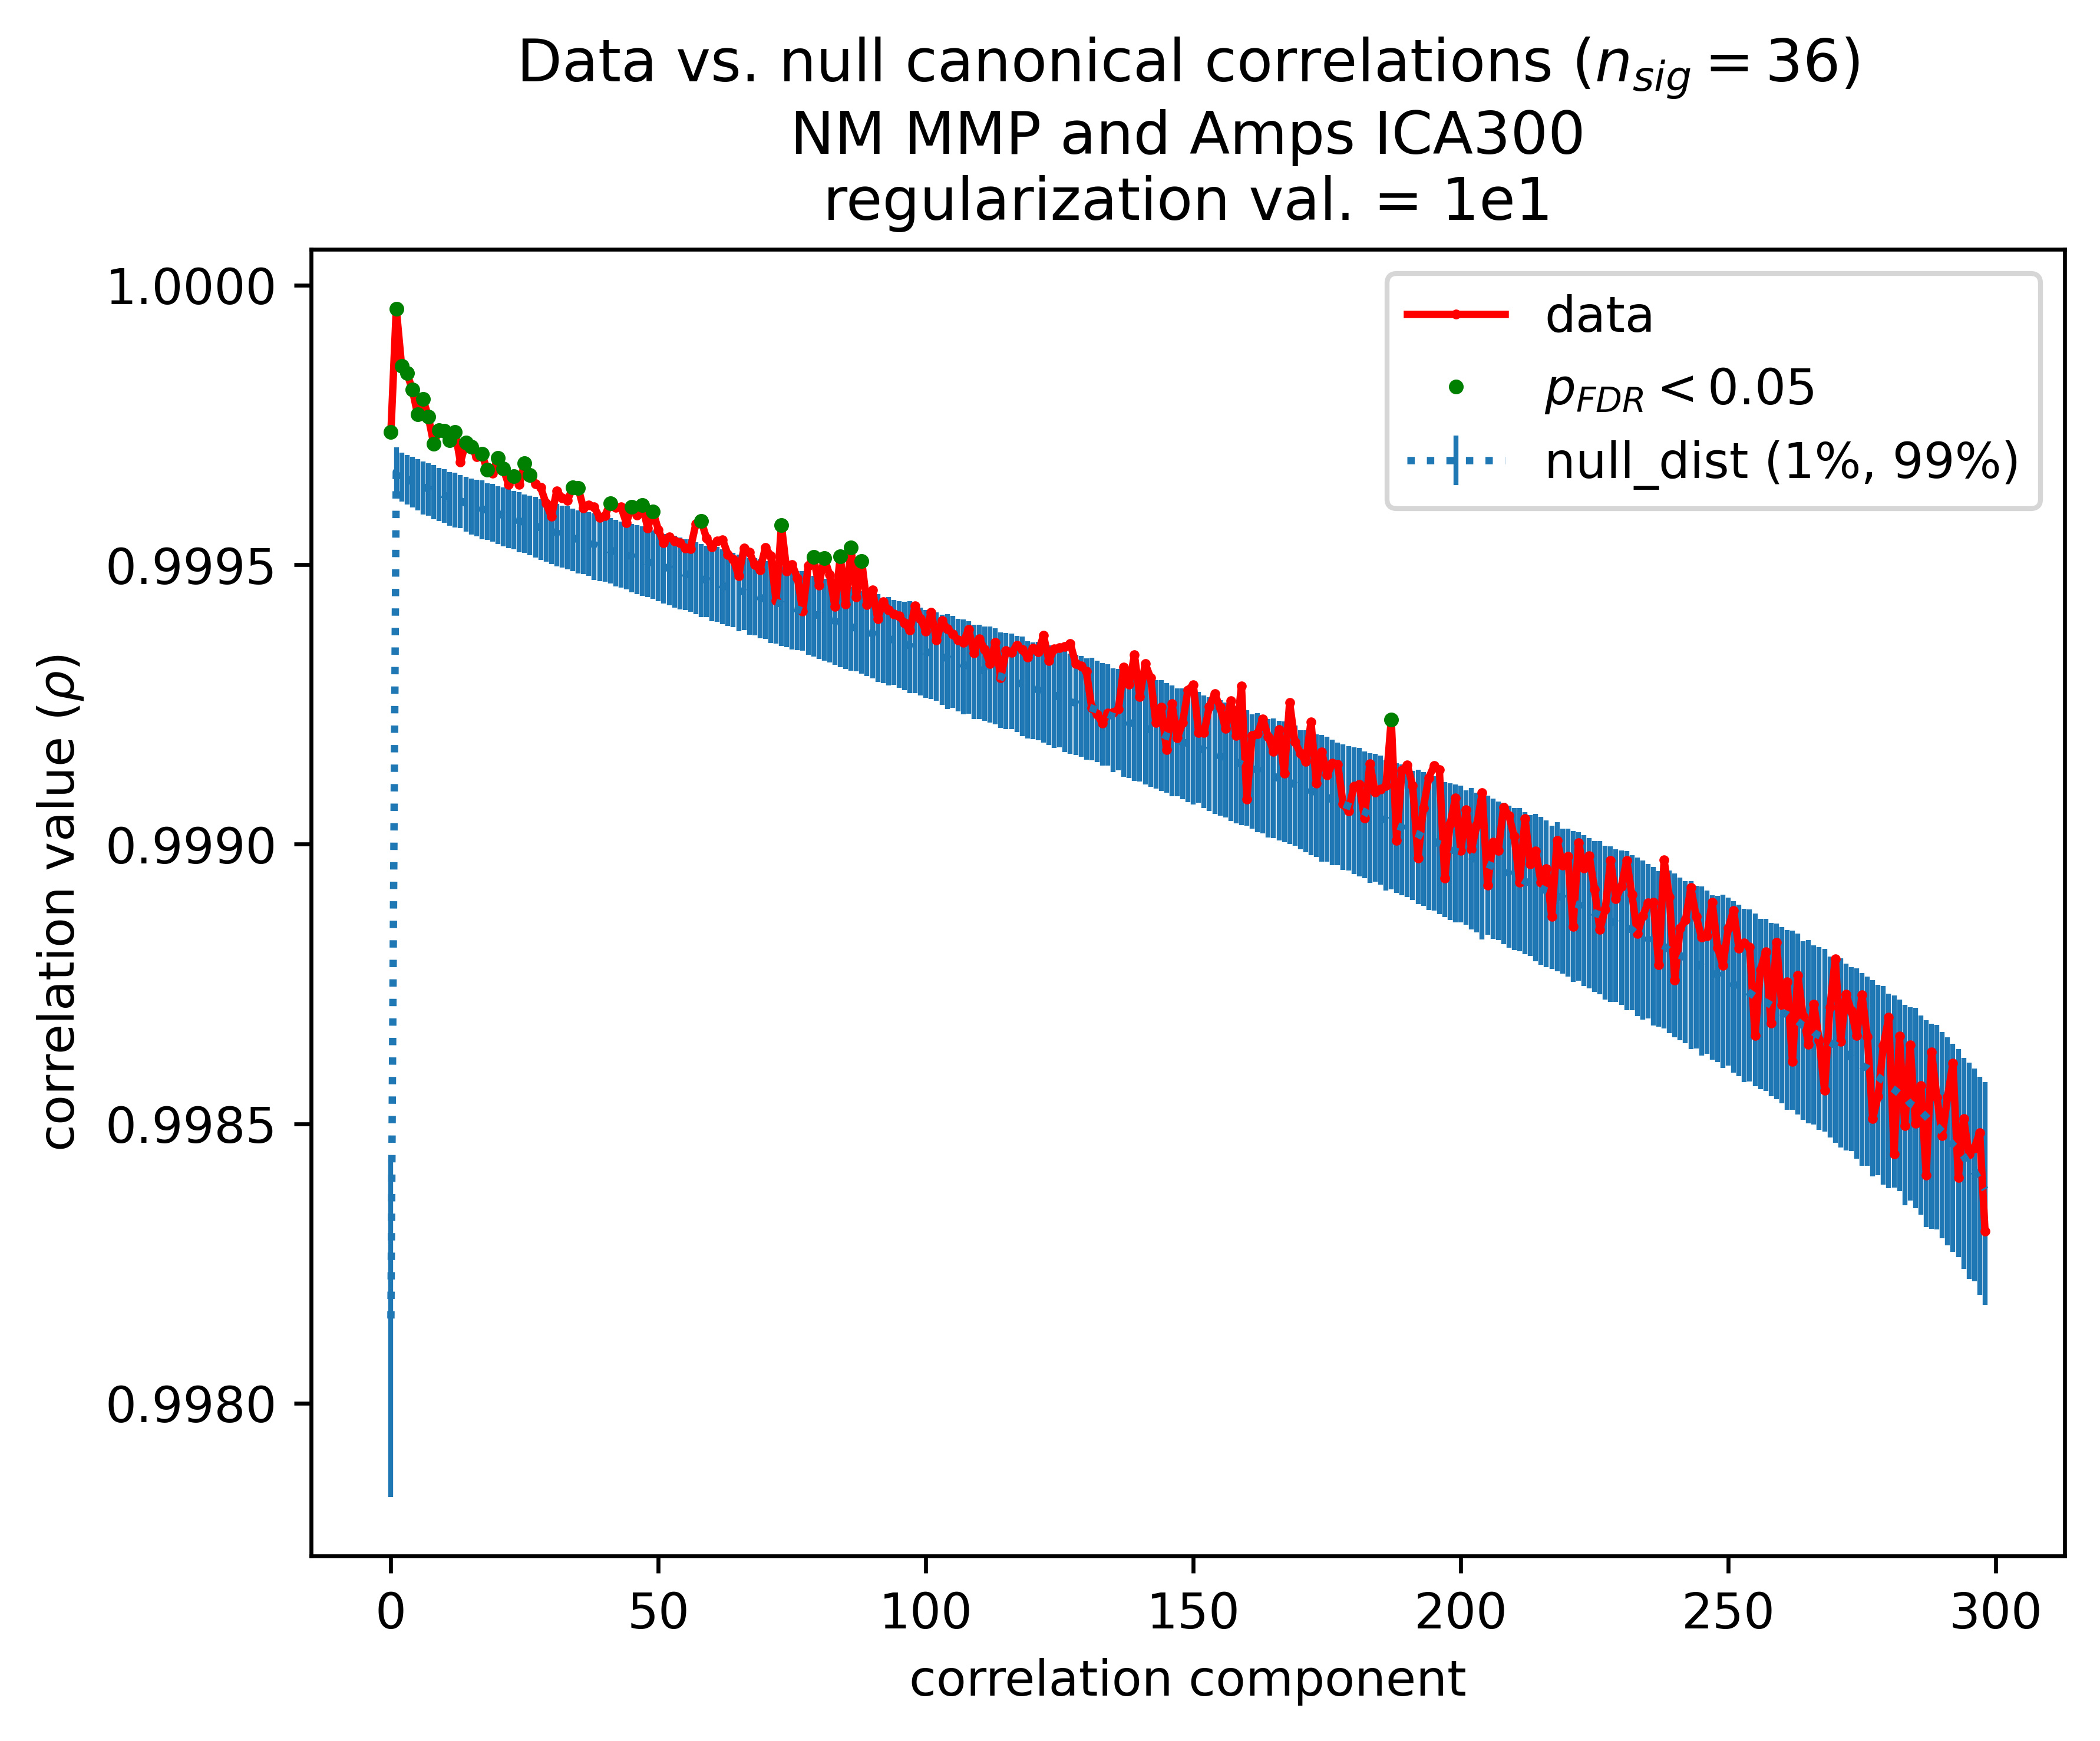 Data vs. null canonical correlations (n_sig = 36)
NM MMP and Amps ICA300
regularization val. = 1e1
data
p_FDR < 0.05
null_dist (1%, 99%)
1.0000
0.9995
0.9990
0.9985
0.9980
correlation value (ρ)
0 50 100 150 200 250 300
correlation component